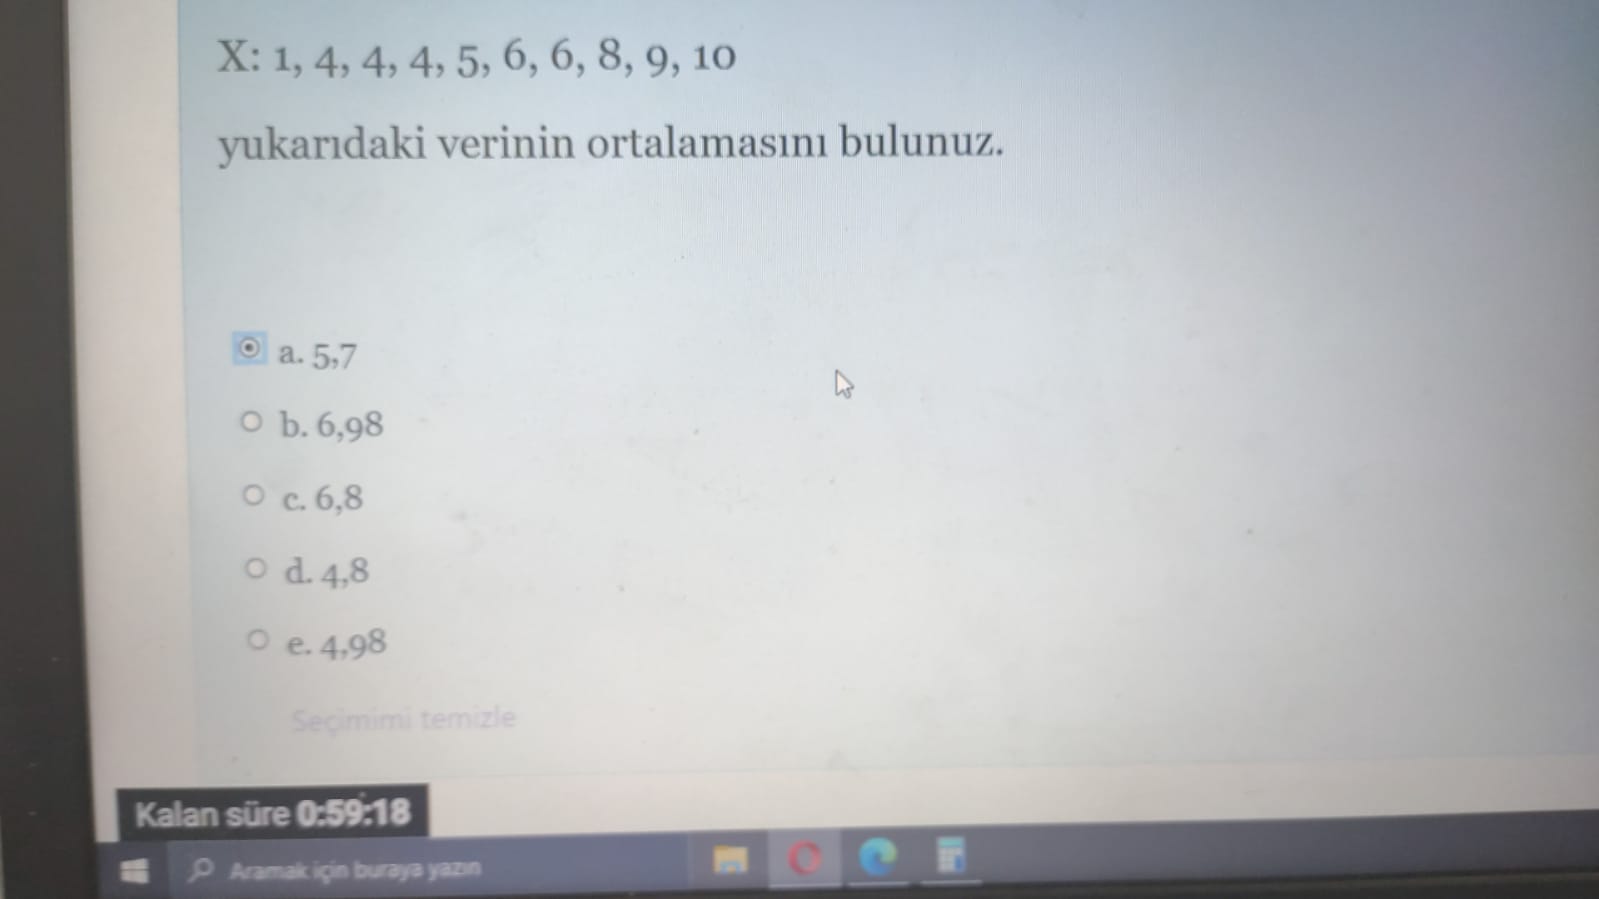 X: 1, 4, 4, 4, 5, 6, 6, 8, 9, 10
yukarıdaki verinin ortalamasını bulunuz.
a. 5,7
b. 6,98
c. 6,8
d. 4,8
e. 4,98
Seçimimi temizle
Kalan süre 0:59:18
Aramak için buraya yazın